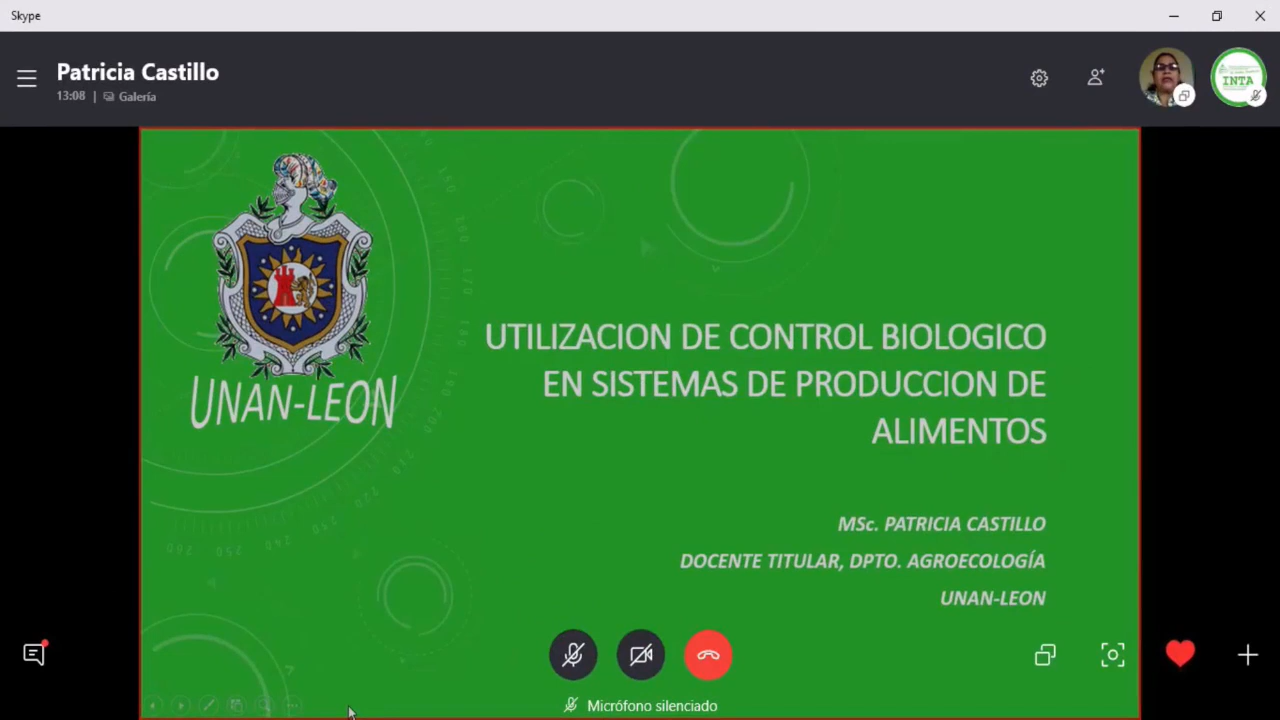 Skype
Patricia Castillo
13:08 | Galería
INTA
UNAN-LEON
UTILIZACION DE CONTROL BIOLOGICO
EN SISTEMAS DE PRODUCCION DE
ALIMENTOS
MSc. PATRICIA CASTILLO
DOCENTE TITULAR, DPTO. AGROECOLOGÍA
UNAN-LEON
Micrófono silenciado